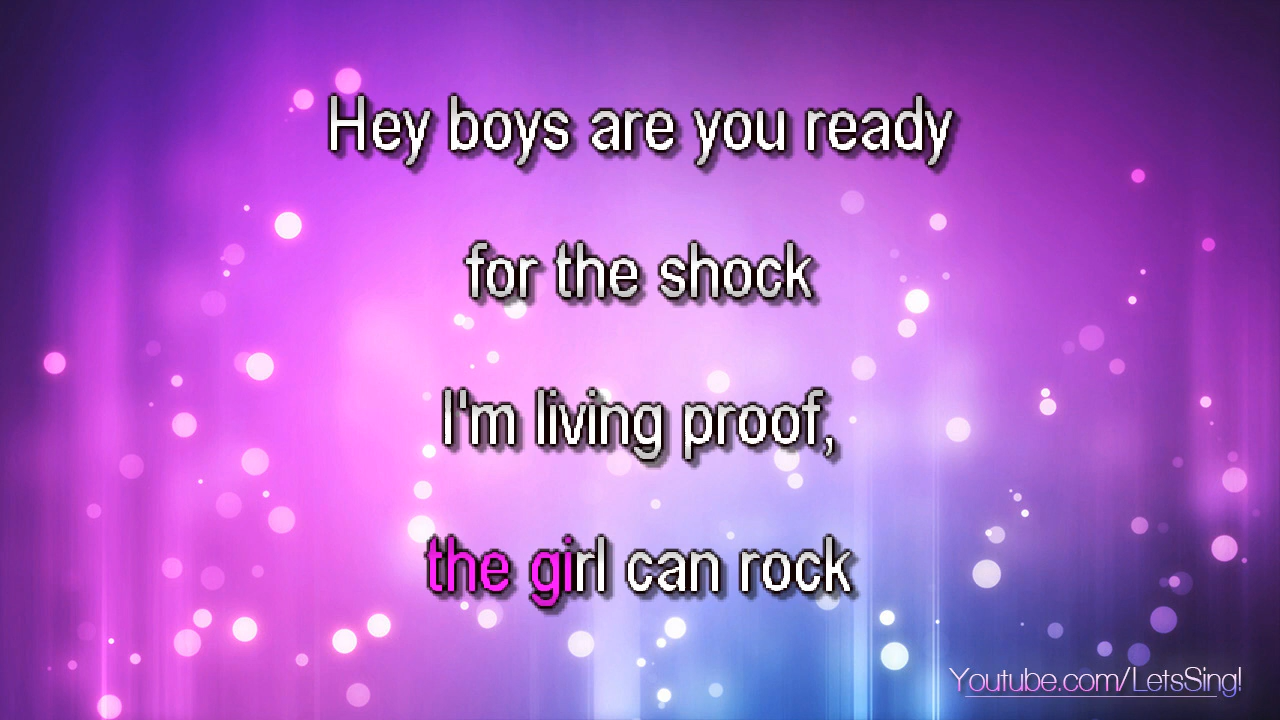 Hey boys are you ready
for the shock
I'm living proof,
the girl can rock
Youtube.com/LetsSing!